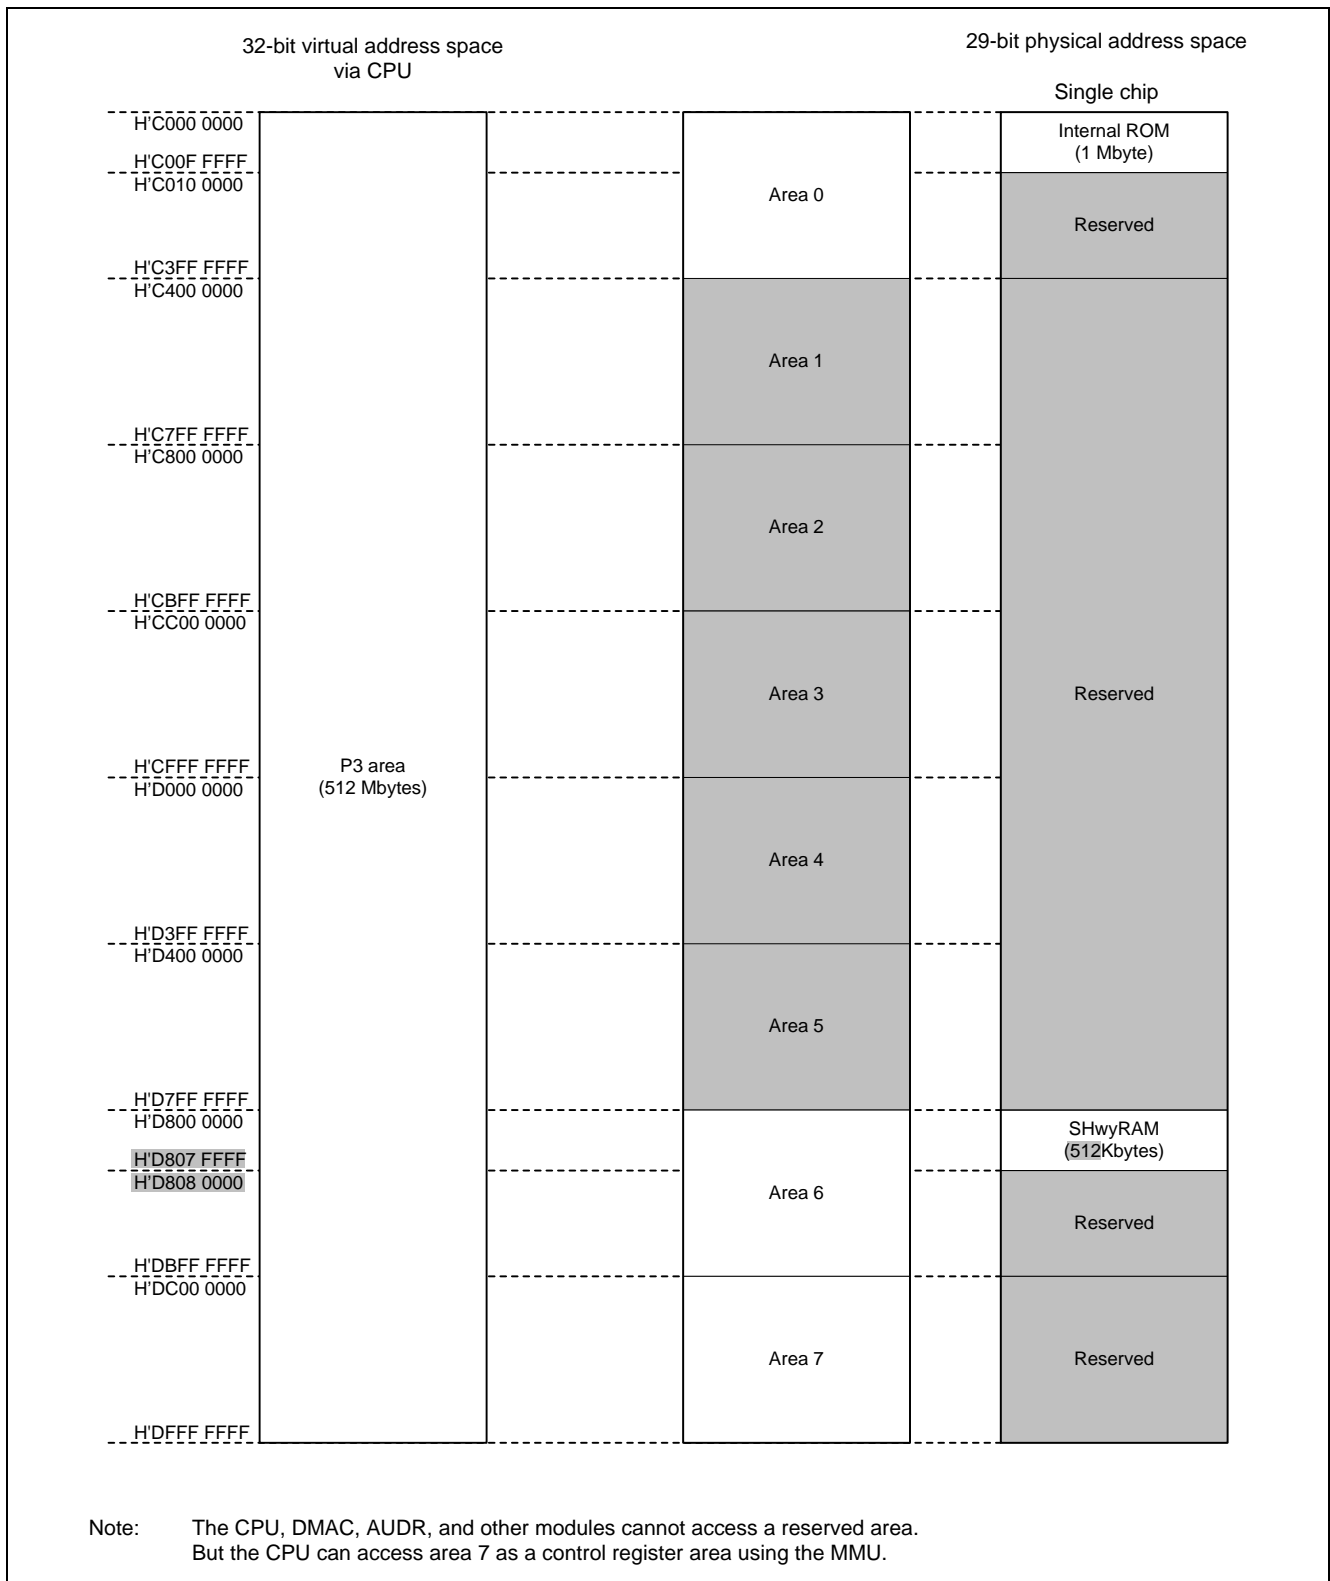 32-bit virtual address space
via CPU
29-bit physical address space
Single chip
H'C000 0000
Internal ROM
(1 Mbyte)
H'C00F FFFF
H'C010 0000
Area 0
Reserved
H'C3FF FFFF
H'C400 0000
Area 1
H'C7FF FFFF
H'C800 0000
Area 2
H'CBFF FFFF
H'CC00 0000
Area 3
Reserved
P3 area
(512 Mbytes)
H'CFFF FFFF
H'D000 0000
Area 4
H'D3FF FFFF
H'D400 0000
Area 5
H'D7FF FFFF
H'D800 0000
SHwyRAM
(512Kbytes)
H'D807 FFFF
H'D808 0000
Area 6
Reserved
H'DBFF FFFF
H'DC00 0000
Area 7
Reserved
H'DFFF FFFF
Note: The CPU, DMAC, AUDR, and other modules cannot access a reserved area.
But the CPU can access area 7 as a control register area using the MMU.